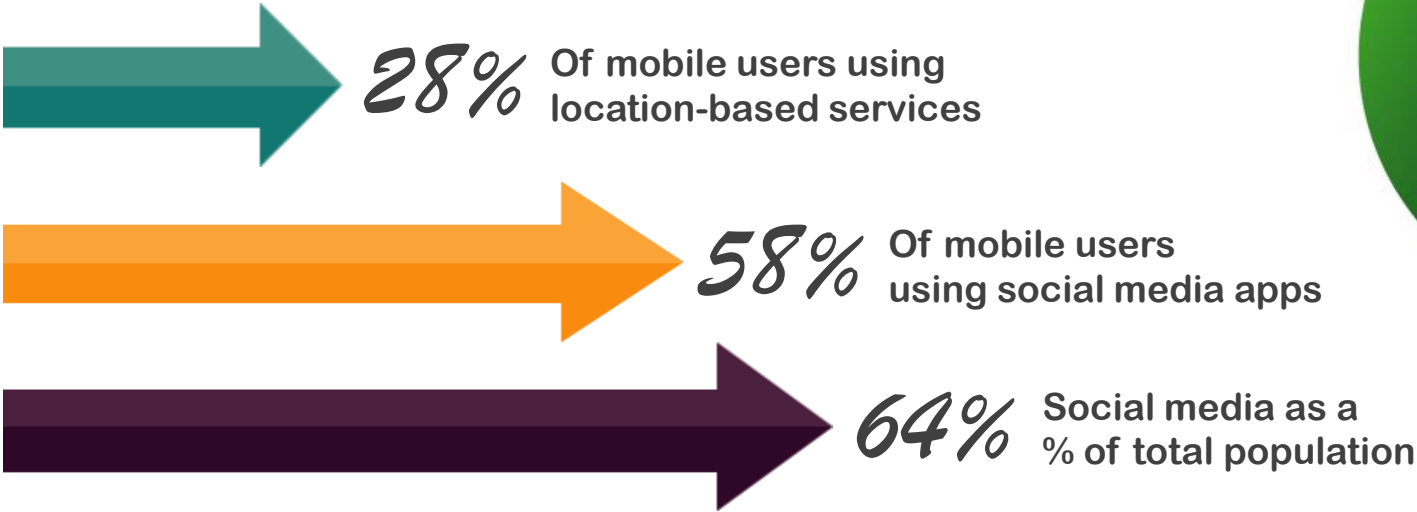 28% Of mobile users using
location-based services
58% Of mobile users
using social media apps
64% Social media as a
% of total population